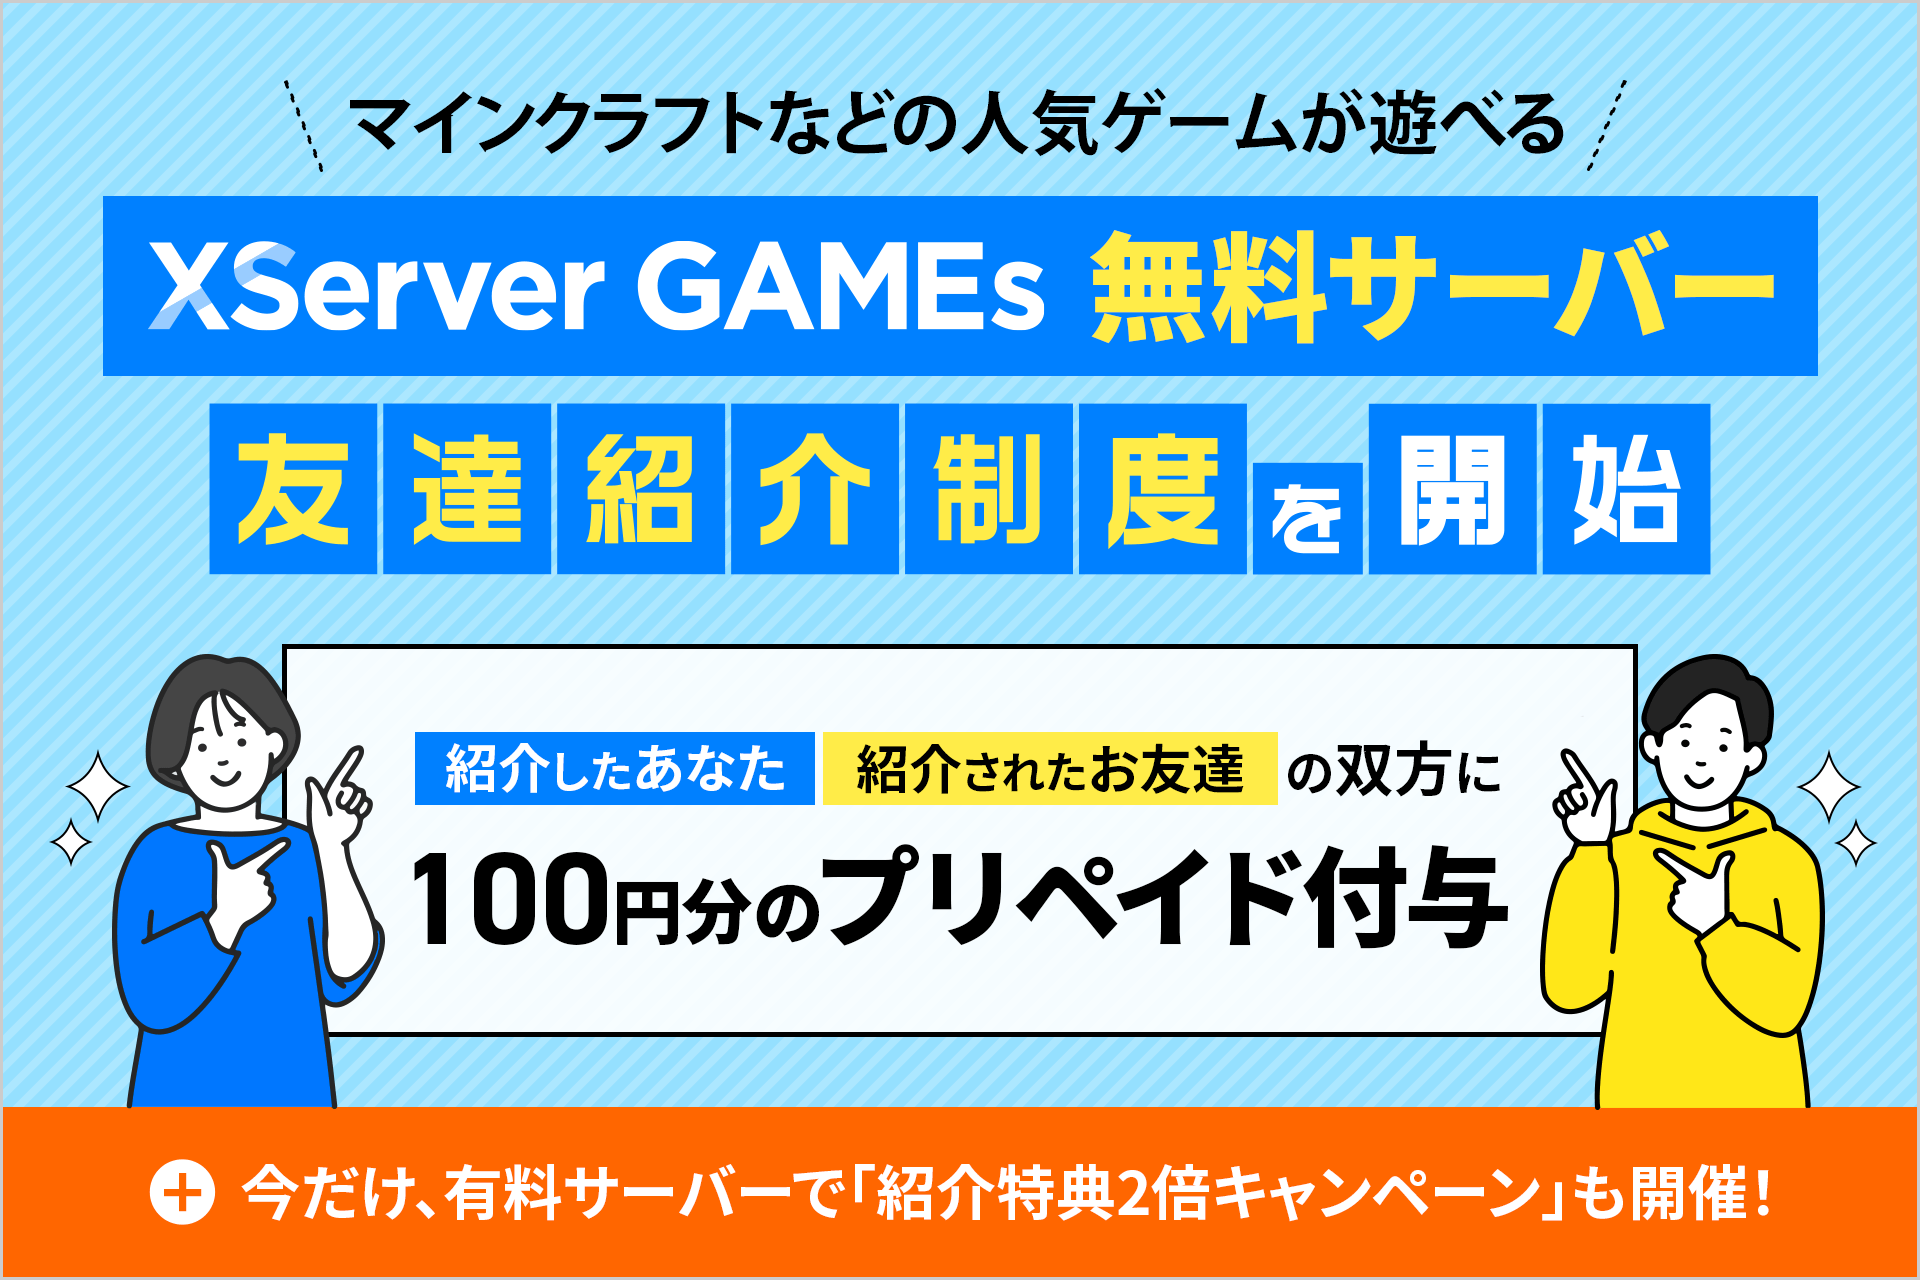 マインクラフトなどの人気ゲームが遊べる
XServer GAMEs 無料サーバー
友達紹介制度を開始
紹介したあなた 紹介されたお友達 の双方に
100円分のプリペイド付与
今だけ、有料サーバーで「紹介特典2倍キャンペーン」も開催！